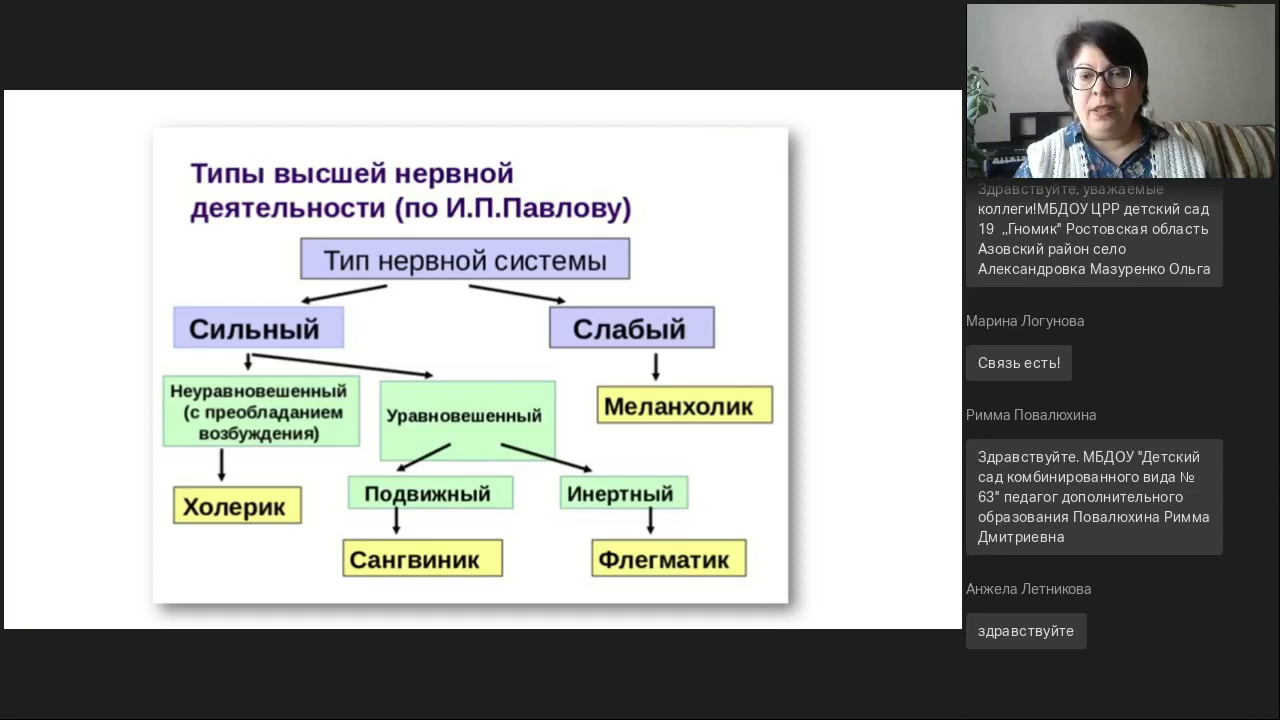 Типы высшей нервной
деятельности (по И.П.Павлову)
Тип нервной системы
Сильный
Слабый
Неуравновешенный
(с преобладанием
возбуждения)
Уравновешенный
Меланхолик
Холерик
Подвижный
Инертный
Сангвиник
Флегматик
Здравствуйте, уважаемые
коллеги!МБДОУ ЦРР детский сад
19 ,,Гномик" Ростовская область
Азовский район село
Александровка Мазуренко Ольга
Марина Логунова
Связь есть!
Римма Повалюхина
Здравствуйте. МБДОУ "Детский
сад комбинированного вида №
63" педагог дополнительного
образования Повалюхина Римма
Дмитриевна
Анжела Летникова
здравствуйте